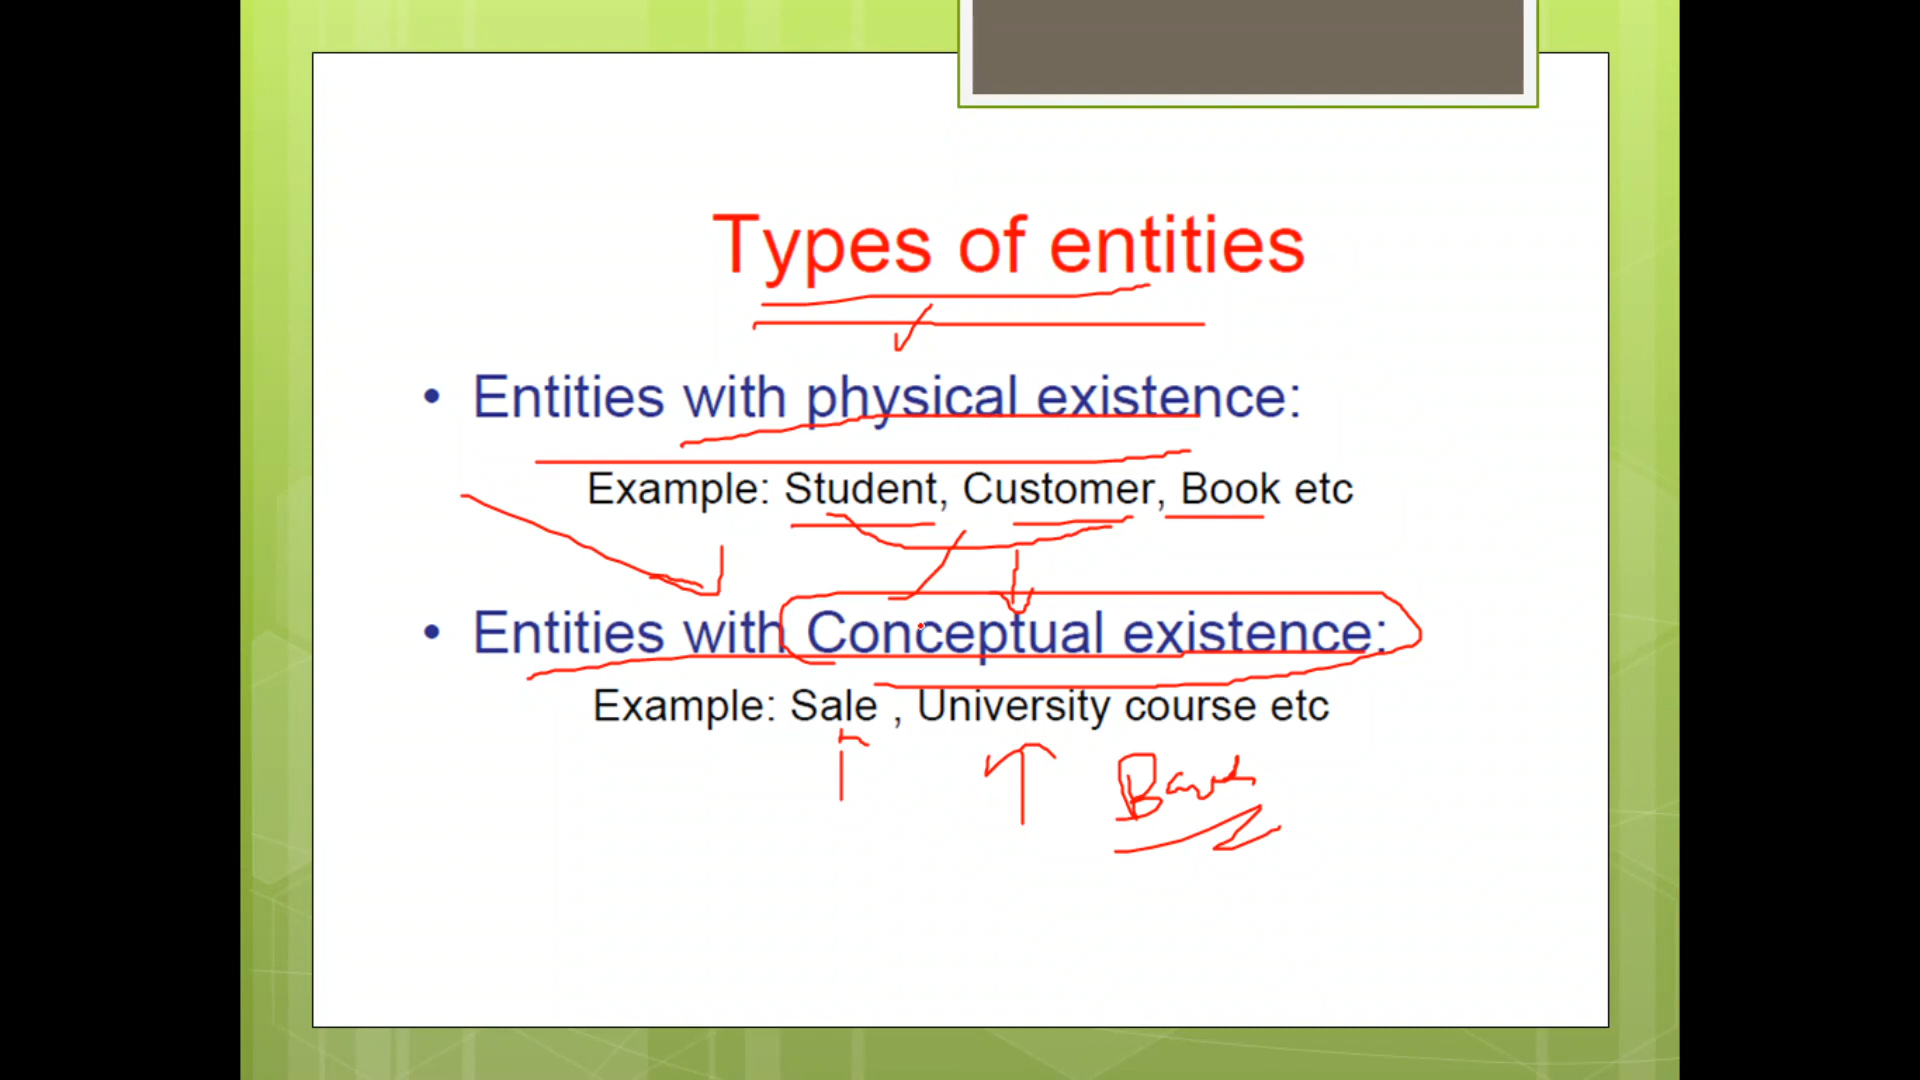 Types of entities
• Entities with physical existence:
Example: Student, Customer, Book etc
• Entities with Conceptual existence:
Example: Sale , University course etc